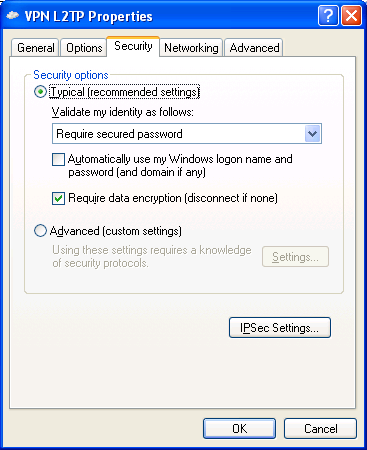 VPN L2TP Properties
General Options Security Networking Advanced
Security options
Typical (recommended settings)
Validate my identity as follows:
Require secured password
Automatically use my Windows logon name and
password (and domain if any)
Require data encryption (disconnect if none)
Advanced (custom settings)
Using these settings requires a knowledge
of security protocols.
Settings...
IPSec Settings...
OK Cancel